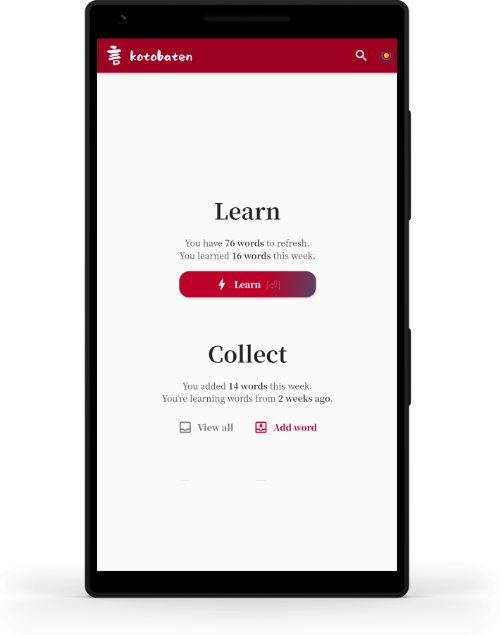 kotobaten
Learn
You have 76 words to refresh.
You learned 16 words this week.
Learn [⏎]
Collect
You added 14 words this week.
You're learning words from 2 weeks ago.
View all
Add word